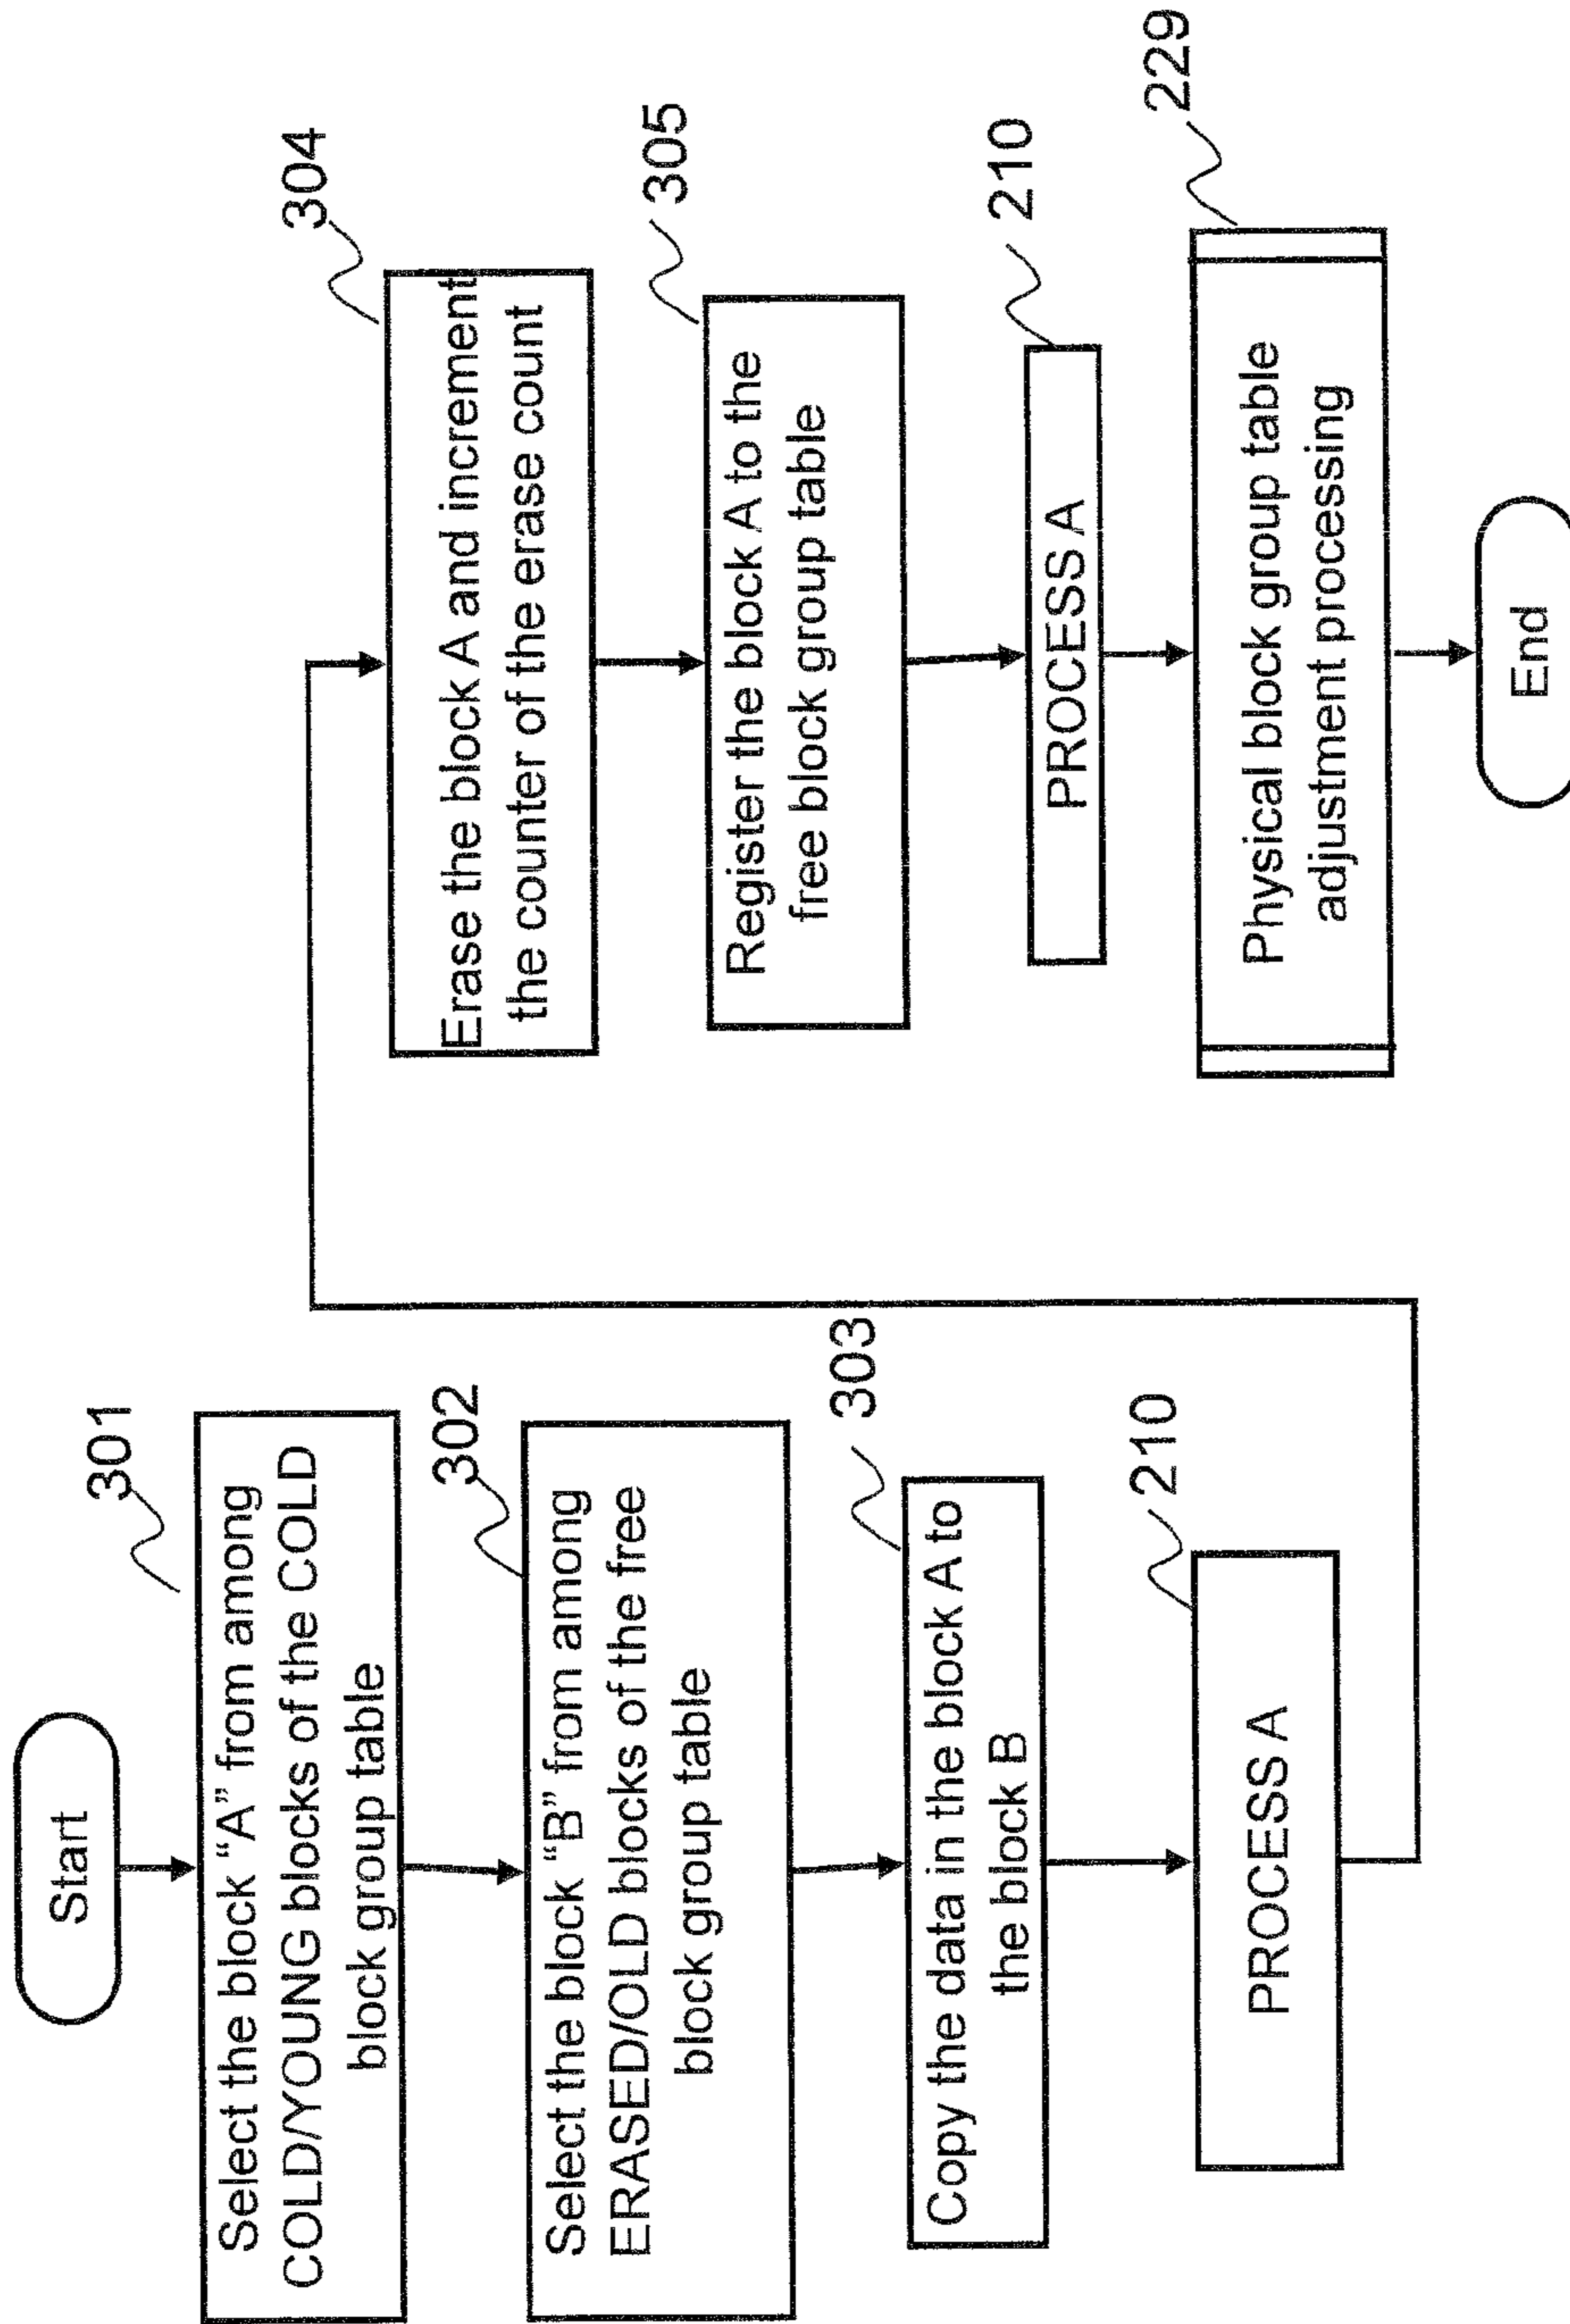 Start
301
Select the block “A” from among
COLD/YOUNG blocks of the COLD
block group table
302
Select the block “B” from among
ERASED/OLD blocks of the free
block group table
303
Copy the data in the block A to
the block B
210
PROCESS A
304
Erase the block A and increment
the counter of the erase count
305
Register the block A to the
free block group table
210
PROCESS A
229
Physical block group table
adjustment processing
End